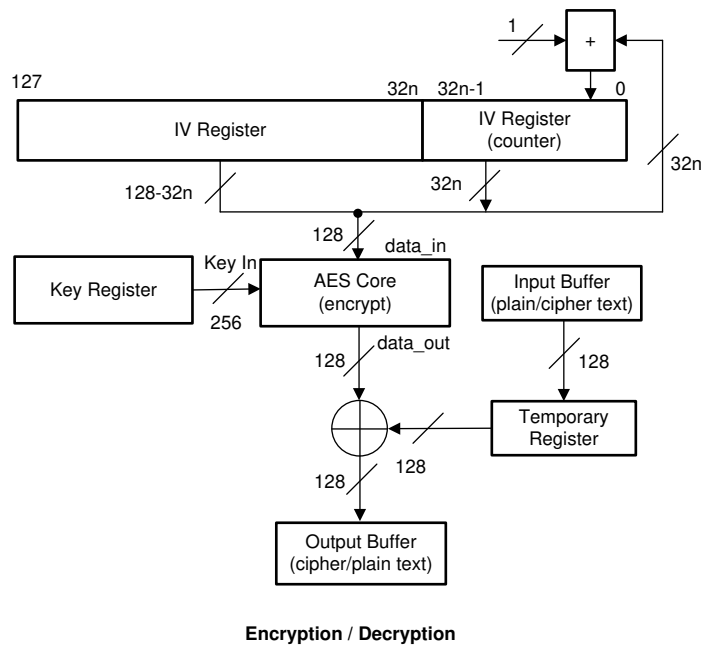 1
+
127
32n
32n-1
0
IV Register
IV Register
(counter)
128-32n
32n
32n
128
data_in
Key Register
Key In
256
AES Core
(encrypt)
Input Buffer
(plain/cipher text)
128
data_out
128
Temporary
Register
128
128
Output Buffer
(cipher/plain text)
Encryption / Decryption